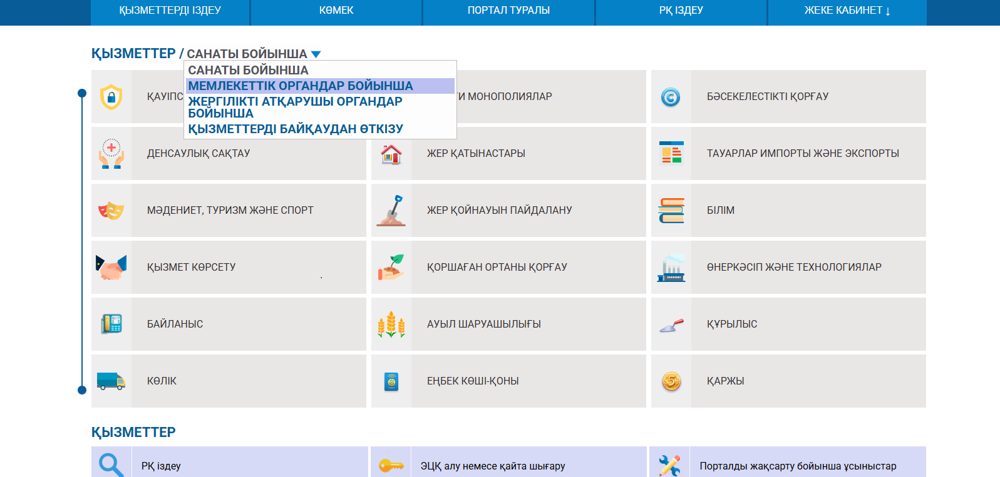 ҚЫЗМЕТТЕРДІ ІЗДЕУ
КӨМЕК
ПОРТАЛ ТУРАЛЫ
РҚ ІЗДЕУ
ЖЕКЕ КАБИНЕТ ↓
ҚЫЗМЕТТЕР / САНАТЫ БОЙЫНША
САНАТЫ БОЙЫНША
МЕМЛЕКЕТТІК ОРГАНДАР БОЙЫНША
ЖЕРГІЛІКТІ АТҚАРУШЫ ОРГАНДАР
БОЙЫНША
ҚЫЗМЕТТЕРДІ БАЙҚАУДАН ӨТКІЗУ
МОНОПОЛИЯЛАР
БӘСЕКЕЛЕСТІКТІ ҚОРҒАУ
ДЕНСАУЛЫҚ САҚТАУ
ЖЕР ҚАТЫНАСТАРЫ
ТАУАРЛАР ИМПОРТЫ ЖӘНЕ ЭКСПОРТЫ
МӘДЕНИЕТ, ТУРИЗМ ЖӘНЕ СПОРТ
ЖЕР ҚОЙНАУЫН ПАЙДАЛАНУ
БІЛІМ
ҚЫЗМЕТ КӨРСЕТУ
ҚОРШАҒАН ОРТАНЫ ҚОРҒАУ
ӨНЕРКӘСІП ЖӘНЕ ТЕХНОЛОГИЯЛАР
БАЙЛАНЫС
АУЫЛ ШАРУАШЫЛЫҒЫ
ҚҰРЫЛЫС
КӨЛІК
ЕҢБЕК КӨШІ-ҚОНЫ
ҚАРЖЫ
ҚЫЗМЕТТЕР
РҚ іздеу
ЭЦҚ алу немесе қайта шығару
Порталды жақсарту бойынша ұсыныстар